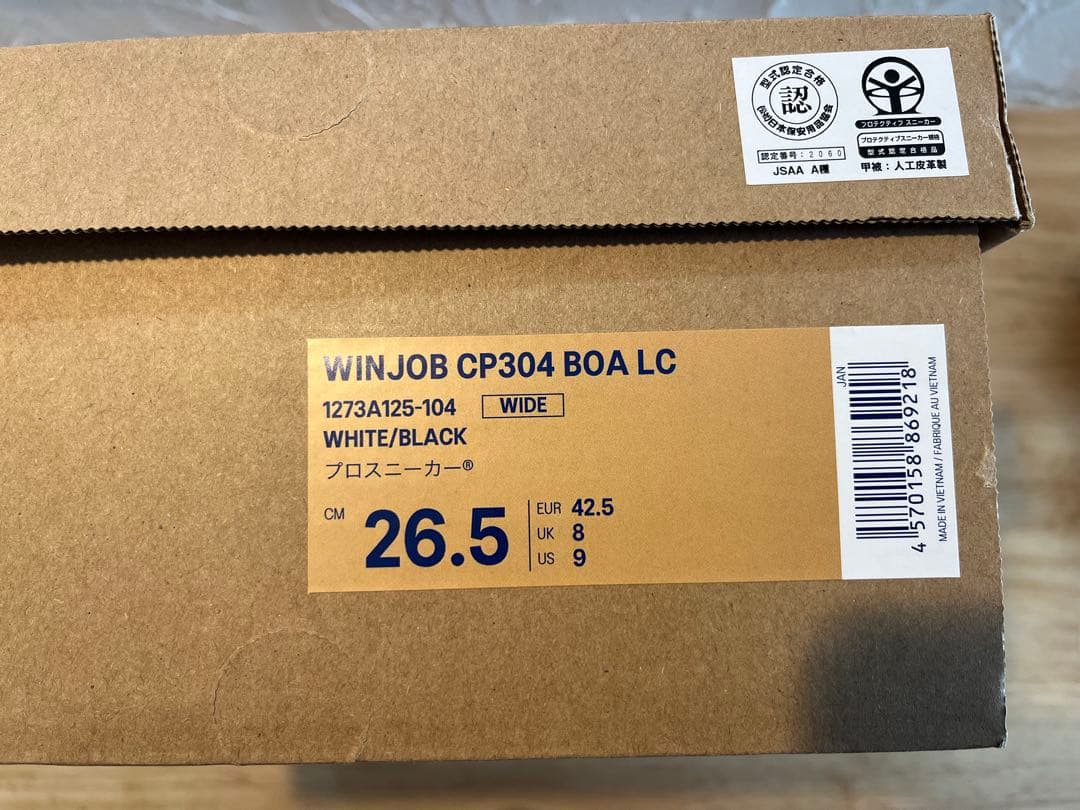 型式認定合格
認
(公社)日本保安用品協会
認定番号：2060
JSAA A種
プロテクティブ スニーカー
プロテクティブスニーカー規格
型式認定合格品
甲被：人工皮革製
WINJOB CP304 BOA LC
1273A125-104 WIDE
WHITE/BLACK
プロスニーカー®
CM 26.5
EUR 42.5
UK 8
US 9
JAN
4570158869218
MADE IN VIETNAM / FABRIQUE AU VIETNAM